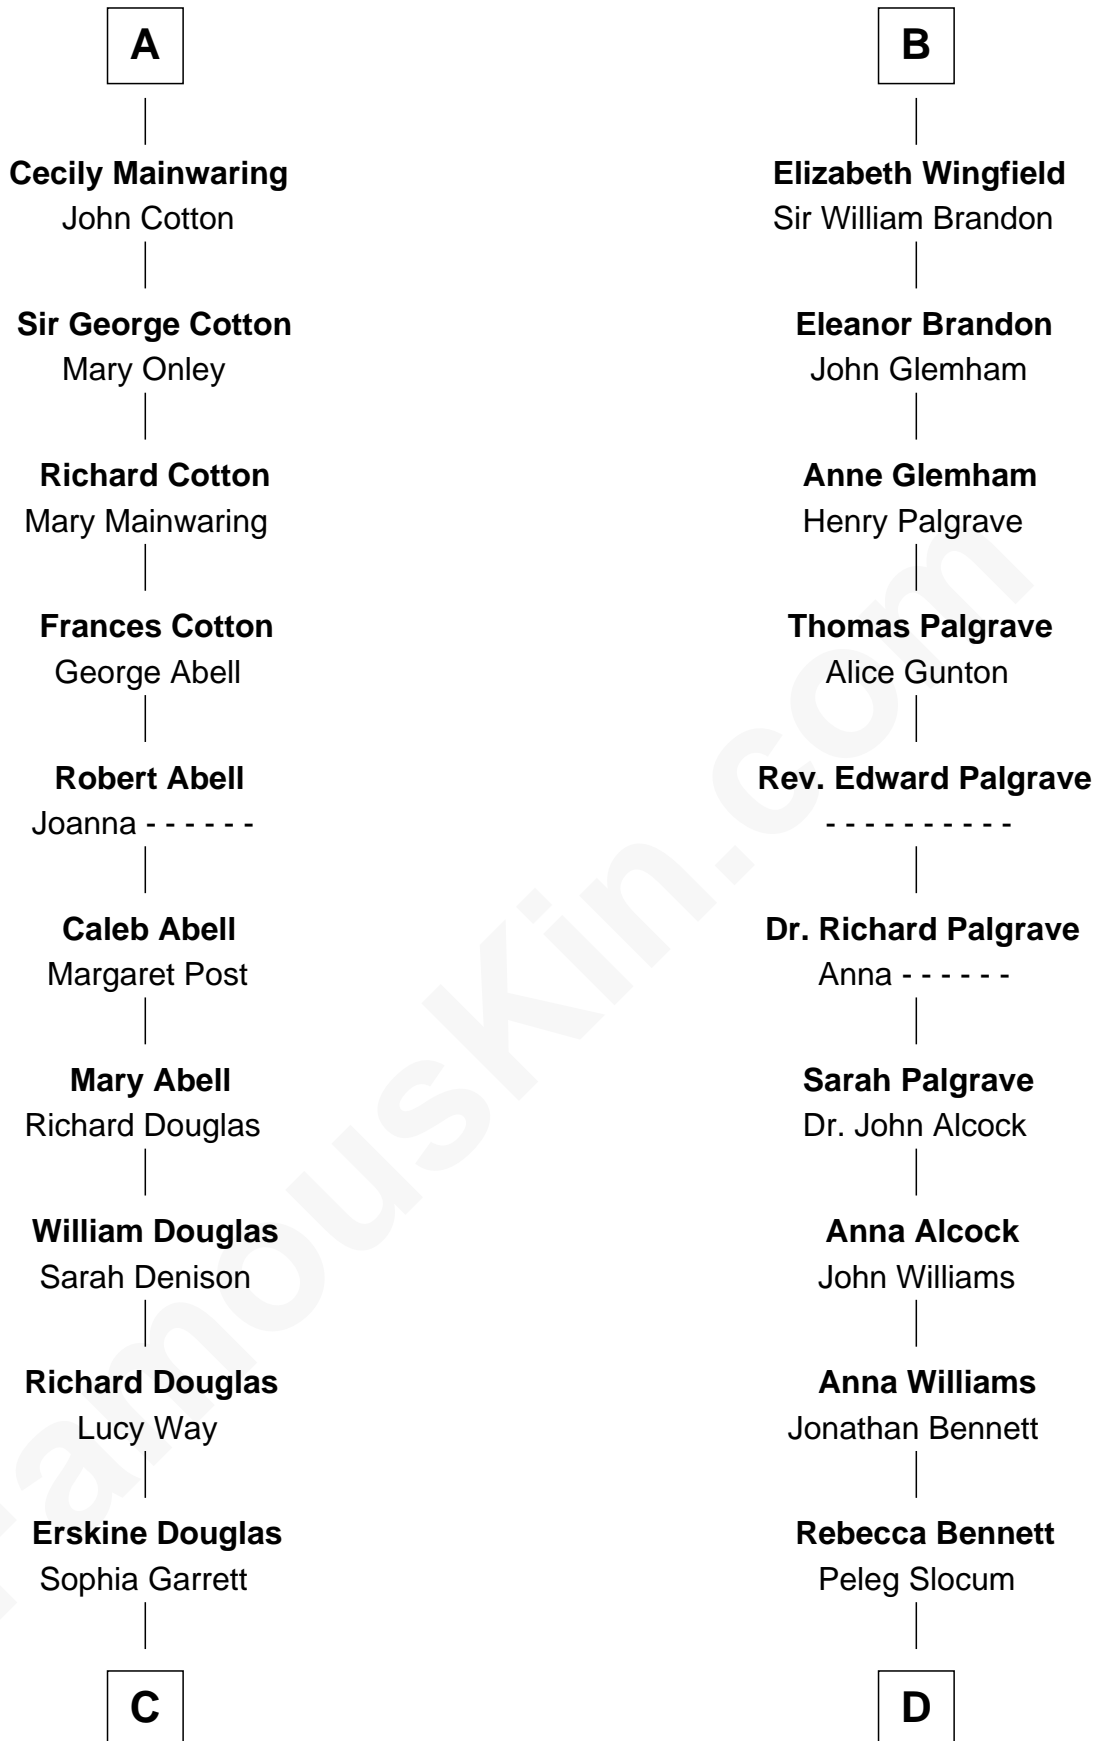 A
Cecily Mainwaring
John Cotton
Sir George Cotton
Mary Onley
Richard Cotton
Mary Mainwaring
Frances Cotton
George Abell
Robert Abell
Joanna - - - - - -
Caleb Abell
Margaret Post
Mary Abell
Richard Douglas
William Douglas
Sarah Denison
Richard Douglas
Lucy Way
Erskine Douglas
Sophia Garrett
C
B
Elizabeth Wingfield
Sir William Brandon
Eleanor Brandon
John Glemham
Anne Glemham
Henry Palgrave
Thomas Palgrave
Alice Gunton
Rev. Edward Palgrave
- - - - - - - - - -
Dr. Richard Palgrave
Anna - - - - - -
Sarah Palgrave
Dr. John Alcock
Anna Alcock
John Williams
Anna Williams
Jonathan Bennett
Rebecca Bennett
Peleg Slocum
D
FamousKin.com